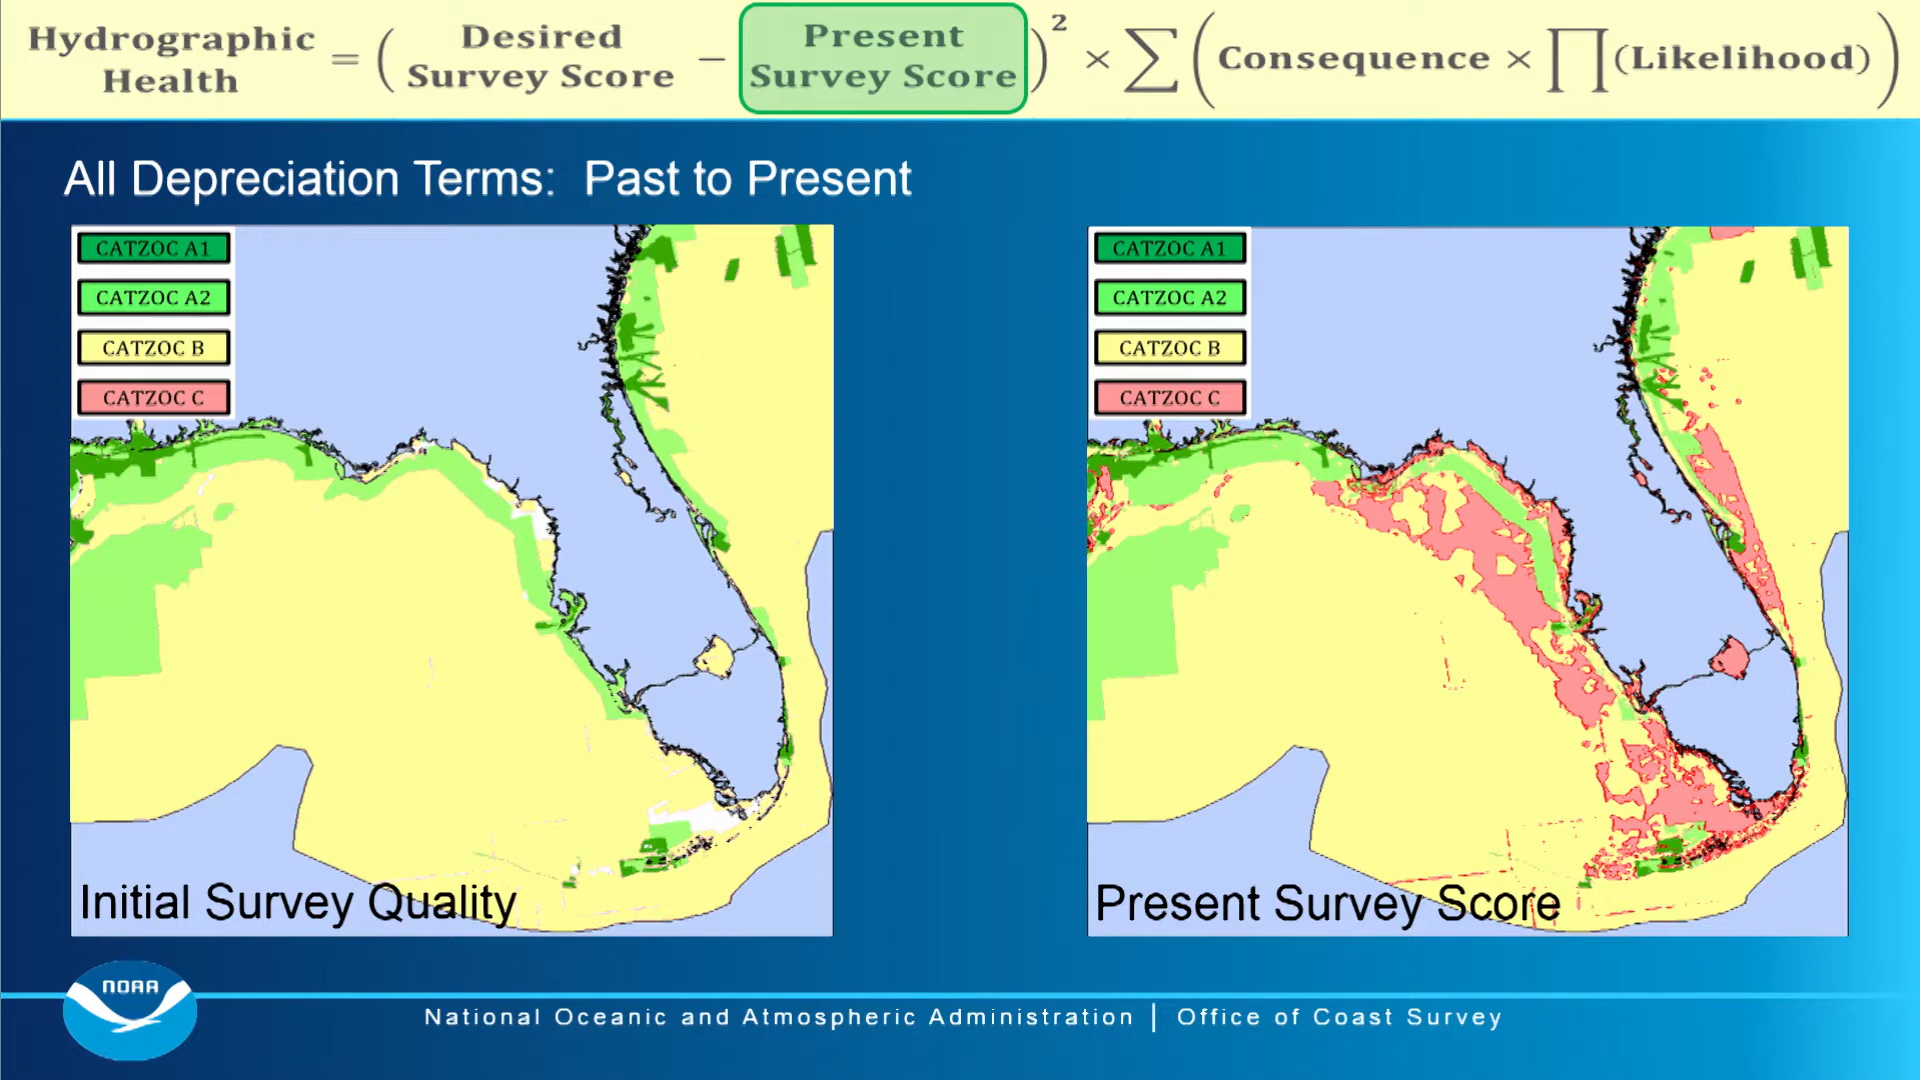 Hydrographic Health = ( Desired Survey Score − Present Survey Score )² × ∑ ( Consequence × ∏ (Likelihood) )
All Depreciation Terms: Past to Present
CATZOC A1
CATZOC A2
CATZOC B
CATZOC C
Initial Survey Quality
CATZOC A1
CATZOC A2
CATZOC B
CATZOC C
Present Survey Score
NOAA
National Oceanic and Atmospheric Administration | Office of Coast Survey